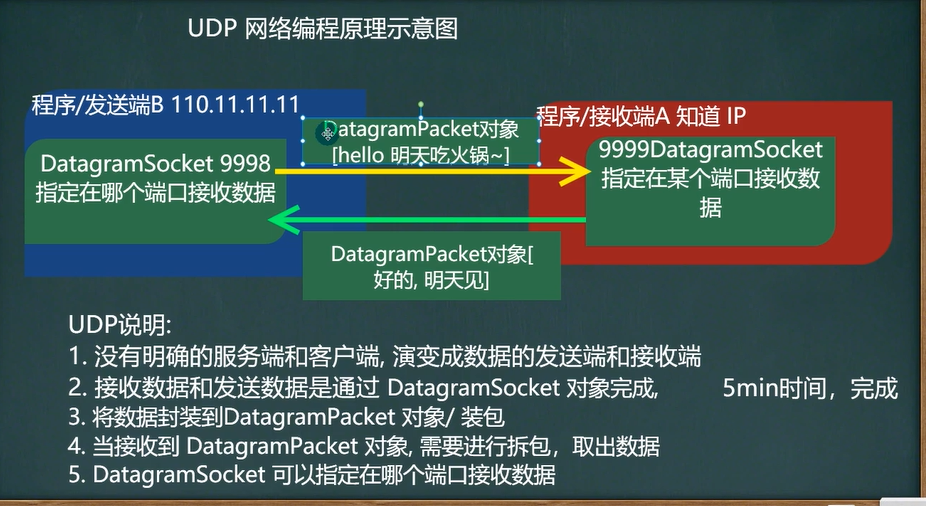 UDP 网络编程原理示意图
程序/发送端B 110.11.11.11
DatagramPacket对象
[hello 明天吃火锅~]
程序/接收端A 知道 IP
DatagramSocket 9998
指定在哪个端口接收数据
9999DatagramSocket
指定在某个端口接收数
据
DatagramPacket对象[
好的, 明天见]
UDP说明:
1. 没有明确的服务端和客户端, 演变成数据的发送端和接收端
2. 接收数据和发送数据是通过 DatagramSocket 对象完成, 5min时间，完成
3. 将数据封装到DatagramPacket 对象/ 装包
4. 当接收到 DatagramPacket 对象, 需要进行拆包，取出数据
5. DatagramSocket 可以指定在哪个端口接收数据